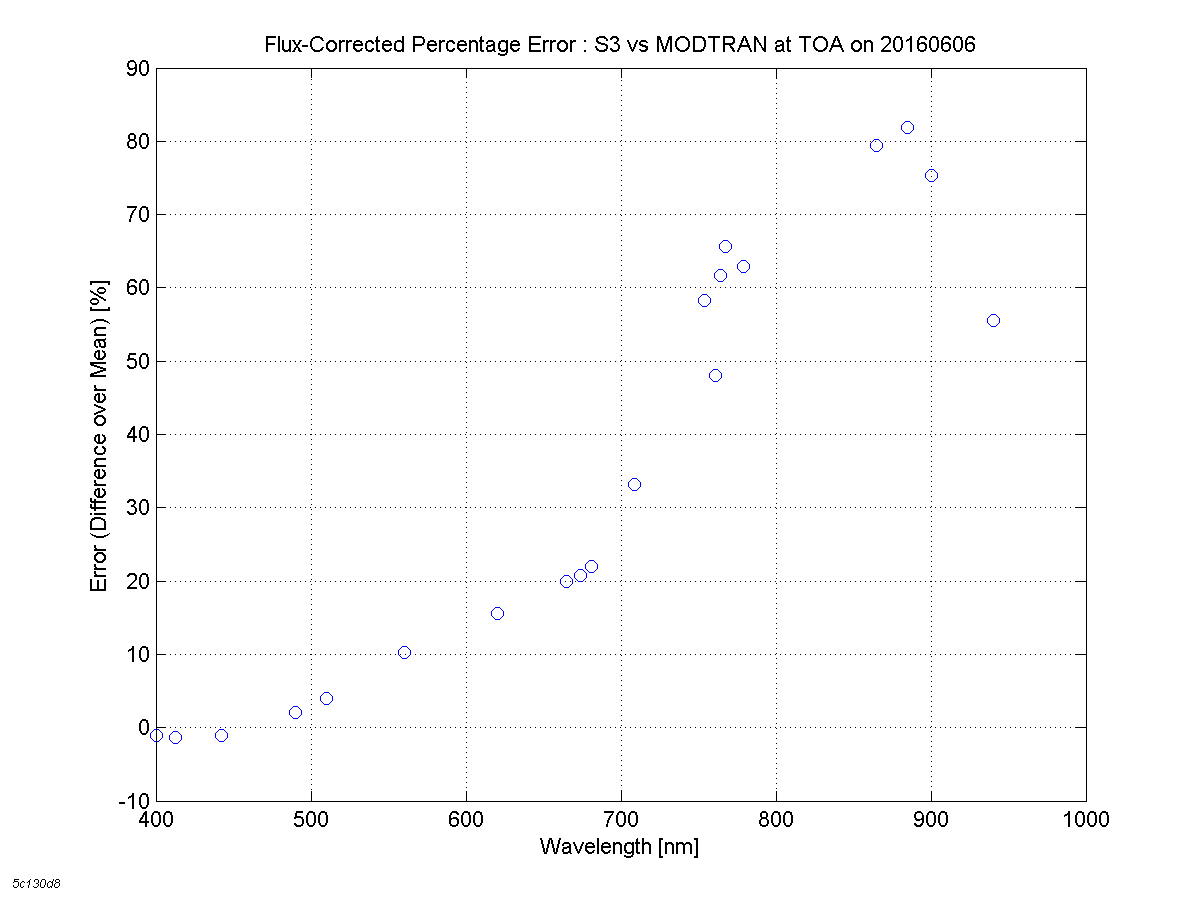 Flux-Corrected Percentage Error : S3 vs MODTRAN at TOA on 20160606
90
80
70
60
50
40
30
20
10
0
-10
Error (Difference over Mean) [%]
400 500 600 700 800 900 1000
Wavelength [nm]
5c130d8